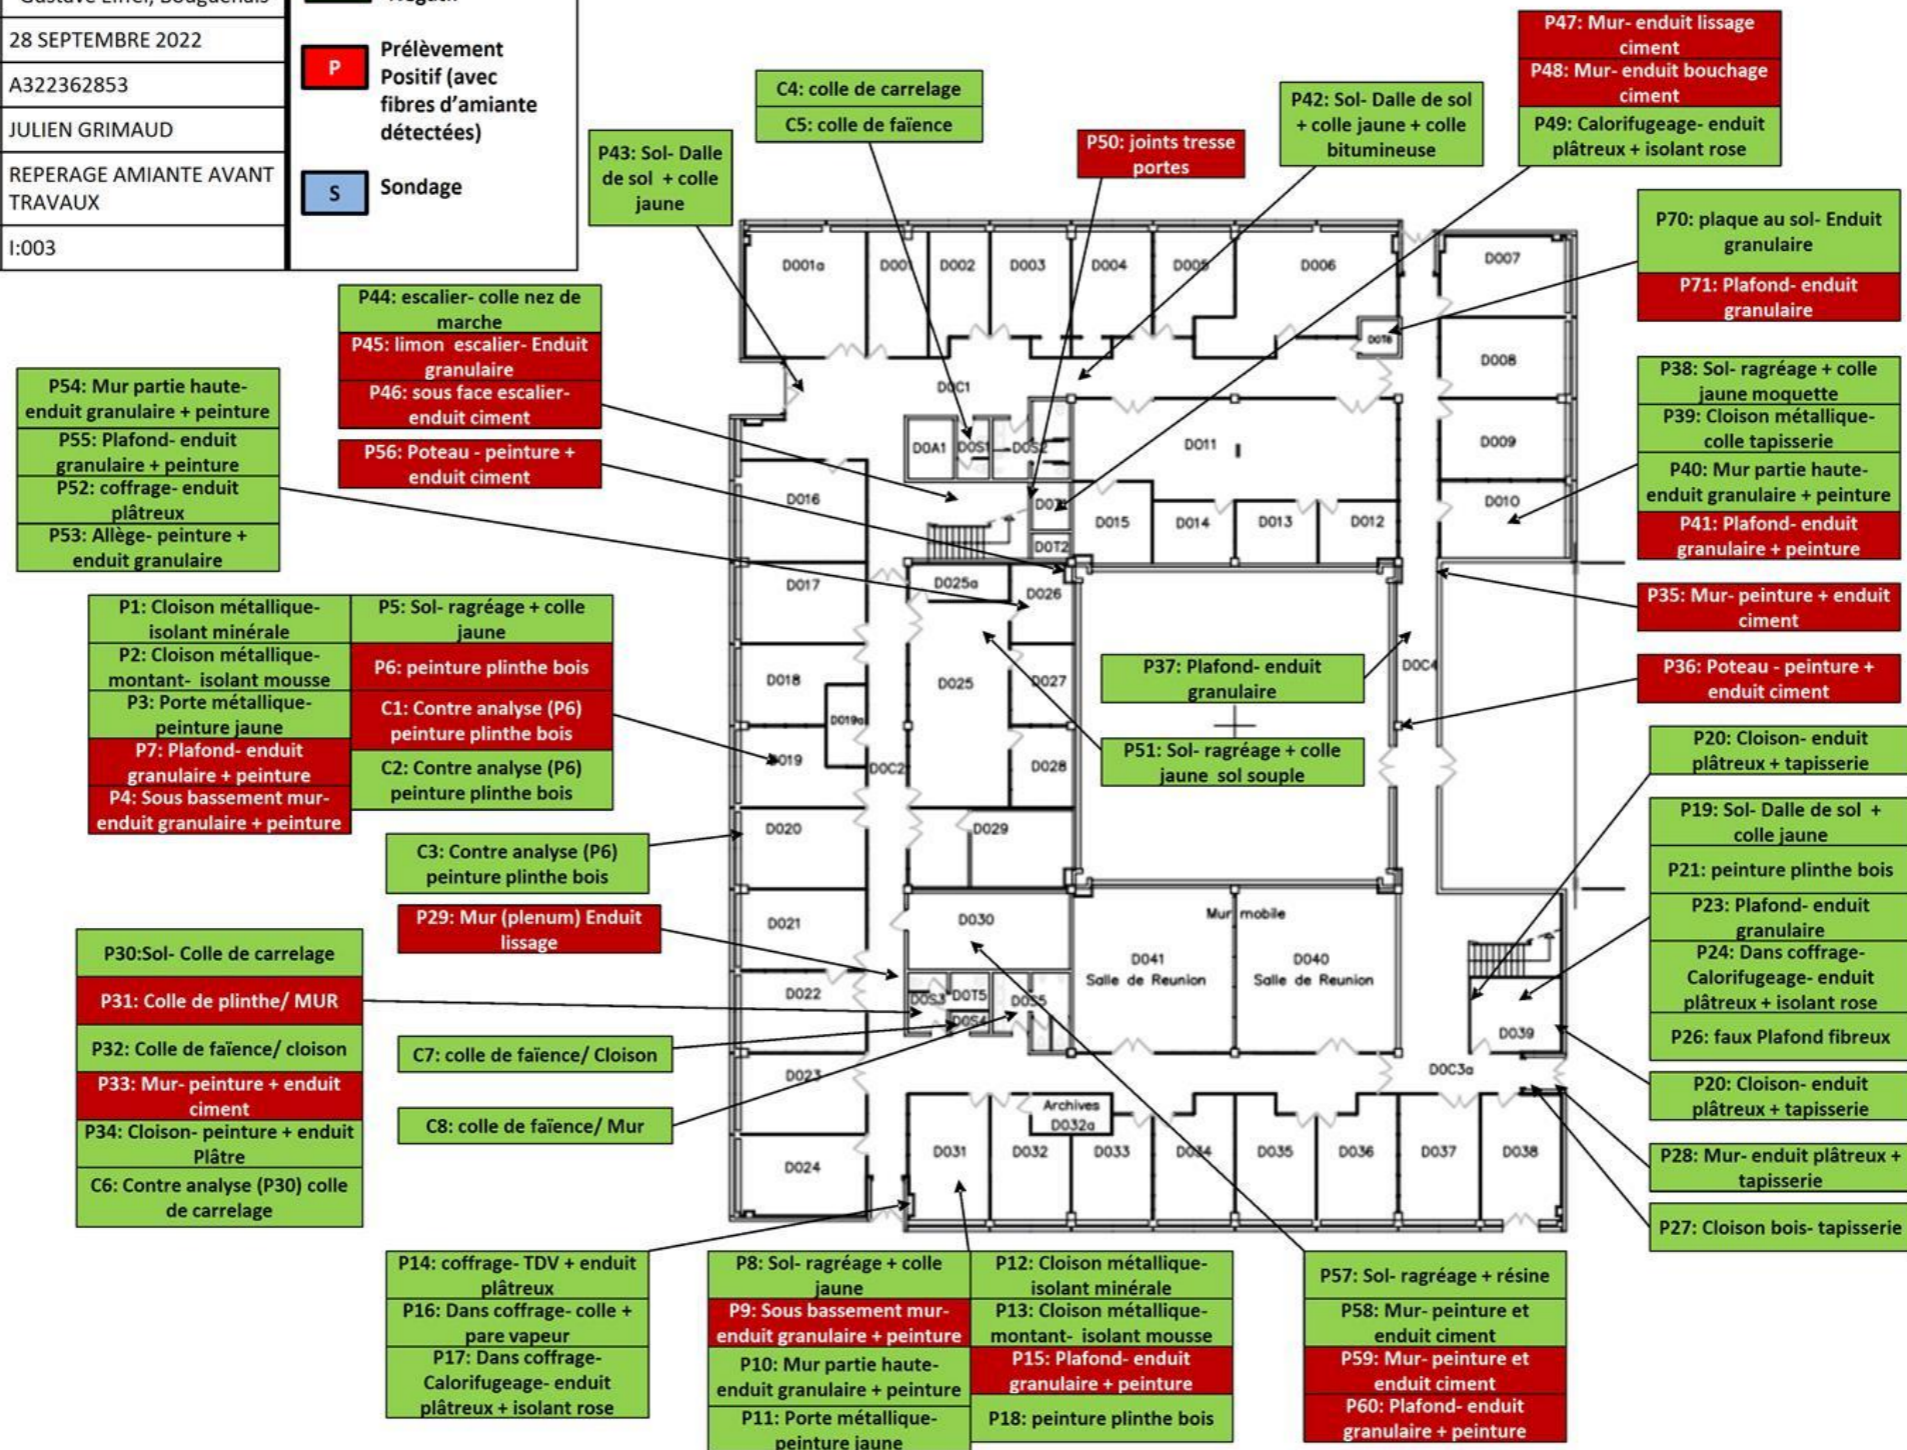 Gustave Eiffel, Bouguenais
28 SEPTEMBRE 2022
A322362853
JULIEN GRIMAUD
REPERAGE AMIANTE AVANT
TRAVAUX
I:003
Négatif
P
Prélèvement
Positif (avec
fibres d'amiante
détectées)
S
Sondage
P43: Sol- Dalle
de sol + colle
jaune
C4: colle de carrelage
C5: colle de faïence
P50: joints tresse
portes
P42: Sol- Dalle de sol
+ colle jaune + colle
bitumineuse
P47: Mur- enduit lissage
ciment
P48: Mur- enduit bouchage
ciment
P49: Calorifugeage- enduit
plâtreux + isolant rose
P70: plaque au sol- Enduit
granulaire
P71: Plafond- enduit
granulaire
P44: escalier- colle nez de
marche
P45: limon escalier- Enduit
granulaire
P46: sous face escalier-
enduit ciment
P56: Poteau - peinture +
enduit ciment
P54: Mur partie haute-
enduit granulaire + peinture
P55: Plafond- enduit
granulaire + peinture
P52: coffrage- enduit
plâtreux
P53: Allège- peinture +
enduit granulaire
P38: Sol- ragréage + colle
jaune moquette
P39: Cloison métallique-
colle tapisserie
P40: Mur partie haute-
enduit granulaire + peinture
P41: Plafond- enduit
granulaire + peinture
P1: Cloison métallique-
isolant minérale
P2: Cloison métallique-
montant- isolant mousse
P3: Porte métallique-
peinture jaune
P7: Plafond- enduit
granulaire + peinture
P4: Sous bassement mur-
enduit granulaire + peinture
P5: Sol- ragréage + colle
jaune
P6: peinture plinthe bois
C1: Contre analyse (P6)
peinture plinthe bois
C2: Contre analyse (P6)
peinture plinthe bois
P35: Mur- peinture + enduit
ciment
P37: Plafond- enduit
granulaire
P36: Poteau - peinture +
enduit ciment
P51: Sol- ragréage + colle
jaune sol souple
P20: Cloison- enduit
plâtreux + tapisserie
C3: Contre analyse (P6)
peinture plinthe bois
P19: Sol- Dalle de sol +
colle jaune
P21: peinture plinthe bois
P23: Plafond- enduit
granulaire
P24: Dans coffrage-
Calorifugeage- enduit
plâtreux + isolant rose
P26: faux Plafond fibreux
P29: Mur (plenum) Enduit
lissage
P30:Sol- Colle de carrelage
P31: Colle de plinthe/ MUR
P32: Colle de faïence/ cloison
P33: Mur- peinture + enduit
ciment
P34: Cloison- peinture + enduit
Plâtre
C6: Contre analyse (P30) colle
de carrelage
C7: colle de faïence/ Cloison
C8: colle de faïence/ Mur
P20: Cloison- enduit
plâtreux + tapisserie
P28: Mur- enduit plâtreux +
tapisserie
P27: Cloison bois- tapisserie
P14: coffrage- TDV + enduit
plâtreux
P16: Dans coffrage- colle +
pare vapeur
P17: Dans coffrage-
Calorifugeage- enduit
plâtreux + isolant rose
P8: Sol- ragréage + colle
jaune
P9: Sous bassement mur-
enduit granulaire + peinture
P10: Mur partie haute-
enduit granulaire + peinture
P11: Porte métallique-
peinture jaune
P12: Cloison métallique-
isolant minérale
P13: Cloison métallique-
montant- isolant mousse
P15: Plafond- enduit
granulaire + peinture
P18: peinture plinthe bois
P57: Sol- ragréage + résine
P58: Mur- peinture et
enduit ciment
P59: Mur- peinture et
enduit ciment
P60: Plafond- enduit
granulaire + peinture
D001a
D001
D002
D003
D004
D005
D006
D007
D0T6
D008
D0C1
D009
D0A1
D0S1
D0S2
D011
D016
D010
D015
D014
D013
D012
D0T2
D017
D025a
D026
D018
D025
D027
D0C4
D019a
D019
D0C2
D028
D020
D029
D021
D030
Mur mobile
D041
Salle de Reunion
D040
Salle de Reunion
D022
D0S3
D0T5
D0S5
D0S4
D039
D023
D0C3a
Archives
D032a
D024
D031
D032
D033
D034
D035
D036
D037
D038